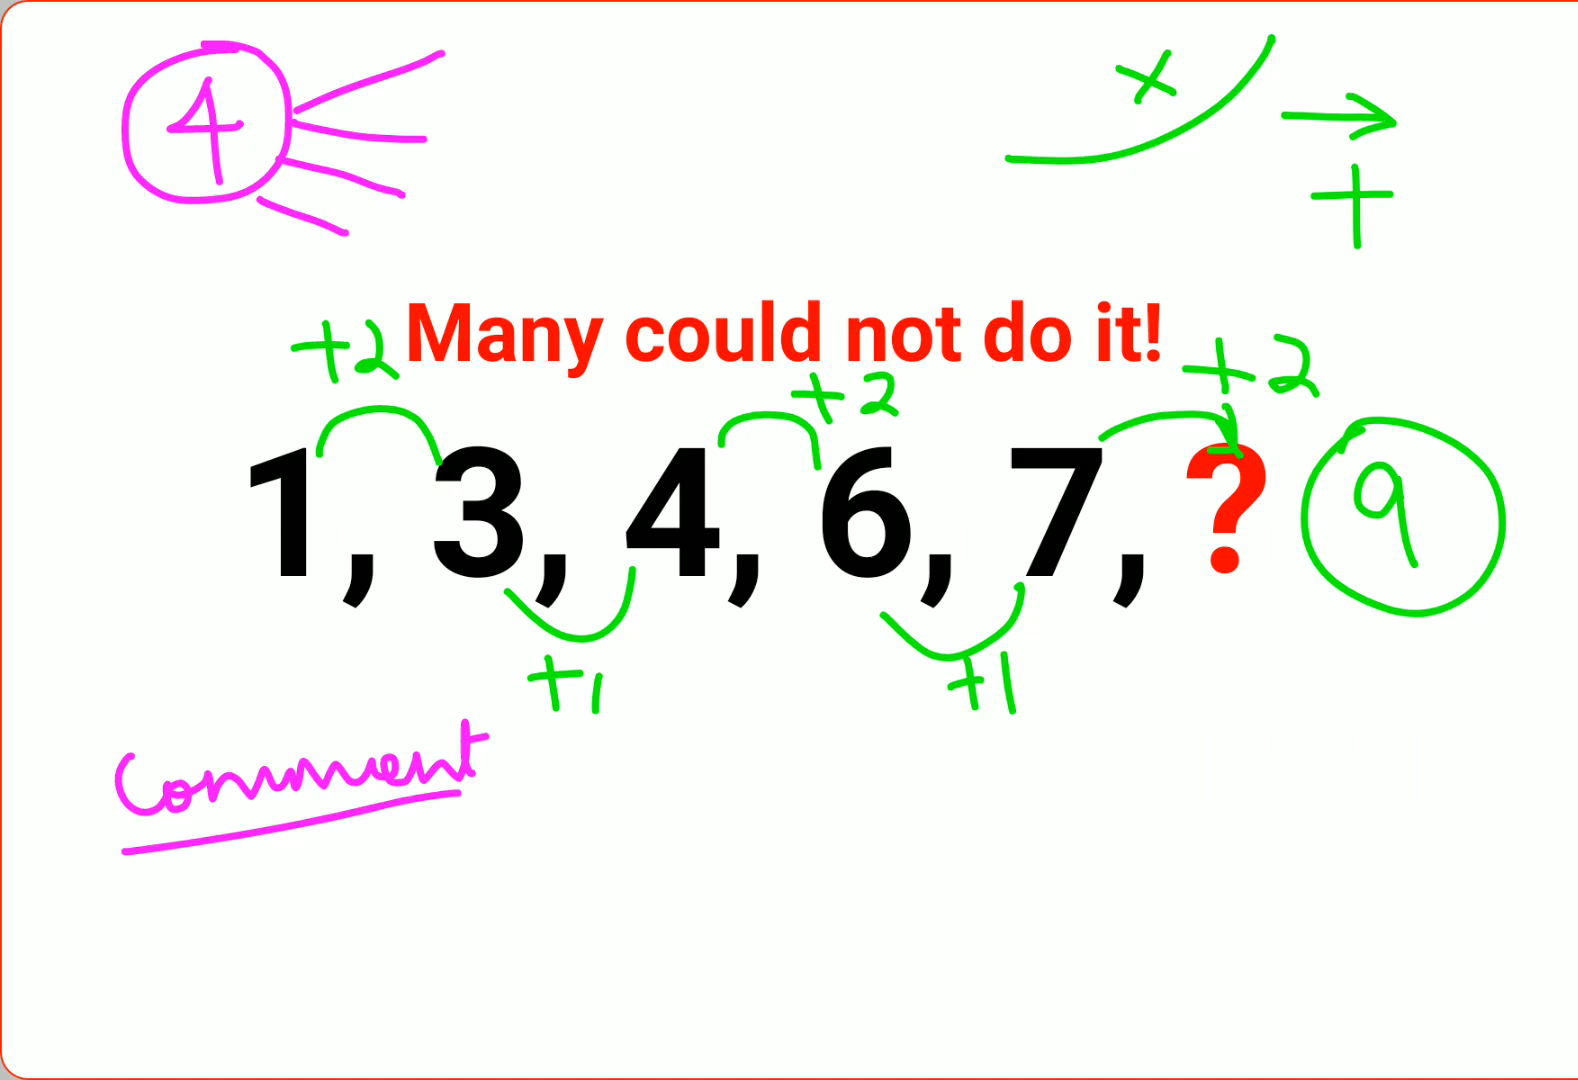 4
×
+
Many could not do it!
+2 +2 +2
1, 3, 4, 6, 7, ? 9
+1 +1
Comment